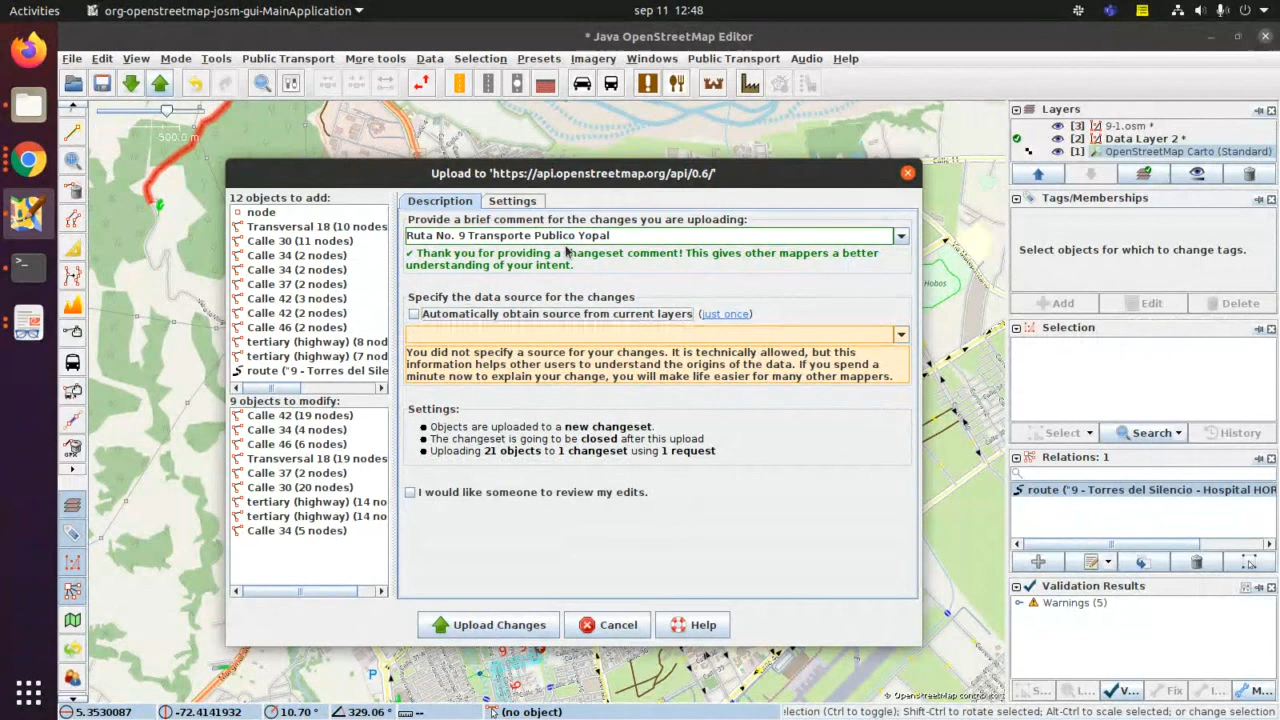 Activities
org-openstreetmap-josm-gui-MainApplication
sep 11 12:48
* Java OpenStreetMap Editor
File Edit View Mode Tools Public Transport More tools Data Selection Presets Imagery Windows Public Transport Audio Help
500.0 m
Upload to 'https://api.openstreetmap.org/api/0.6/'
12 objects to add:
node
Transversal 18 (10 nodes
Calle 30 (11 nodes)
Calle 34 (2 nodes)
Calle 34 (2 nodes)
Calle 37 (2 nodes)
Calle 42 (3 nodes)
Calle 42 (2 nodes)
Calle 46 (2 nodes)
tertiary (highway) (8 nod
tertiary (highway) (7 nod
route ("9 - Torres del Sile
9 objects to modify:
Calle 42 (19 nodes)
Calle 34 (4 nodes)
Calle 46 (6 nodes)
Transversal 18 (19 nodes
Calle 37 (2 nodes)
Calle 30 (20 nodes)
tertiary (highway) (14 no
tertiary (highway) (14 no
Calle 34 (5 nodes)
Description
Settings
Provide a brief comment for the changes you are uploading:
Ruta No. 9 Transporte Publico Yopal
✔ Thank you for providing a changeset comment! This gives other mappers a better
understanding of your intent.
Specify the data source for the changes
Automatically obtain source from current layers (just once)
You did not specify a source for your changes. It is technically allowed, but this
information helps other users to understand the origins of the data. If you spend a
minute now to explain your change, you will make life easier for many other mappers.
Settings:
Objects are uploaded to a new changeset.
The changeset is going to be closed after this upload
Uploading 21 objects to 1 changeset using 1 request
I would like someone to review my edits.
Upload Changes
Cancel
Help
Layers
[3] 9-1.osm *
[2] Data Layer 2 *
[1] OpenStreetMap Carto (Standard)
Tags/Memberships
Select objects for which to change tags.
Add
Edit
Delete
Selection
Select
Search
History
Relations: 1
route ("9 - Torres del Silencio - Hospital HOR
Validation Results
Warnings (5)
S...
L...
V...
Fix
I...
M...
Hobos
P
© OpenStreetMap contributors
5.3530087
-72.4141932
10.70 °
329.06 °
--
(no object)
election (Ctrl to toggle); Shift-Ctrl to rotate selected; Alt-Ctrl to scale selected; or change selection